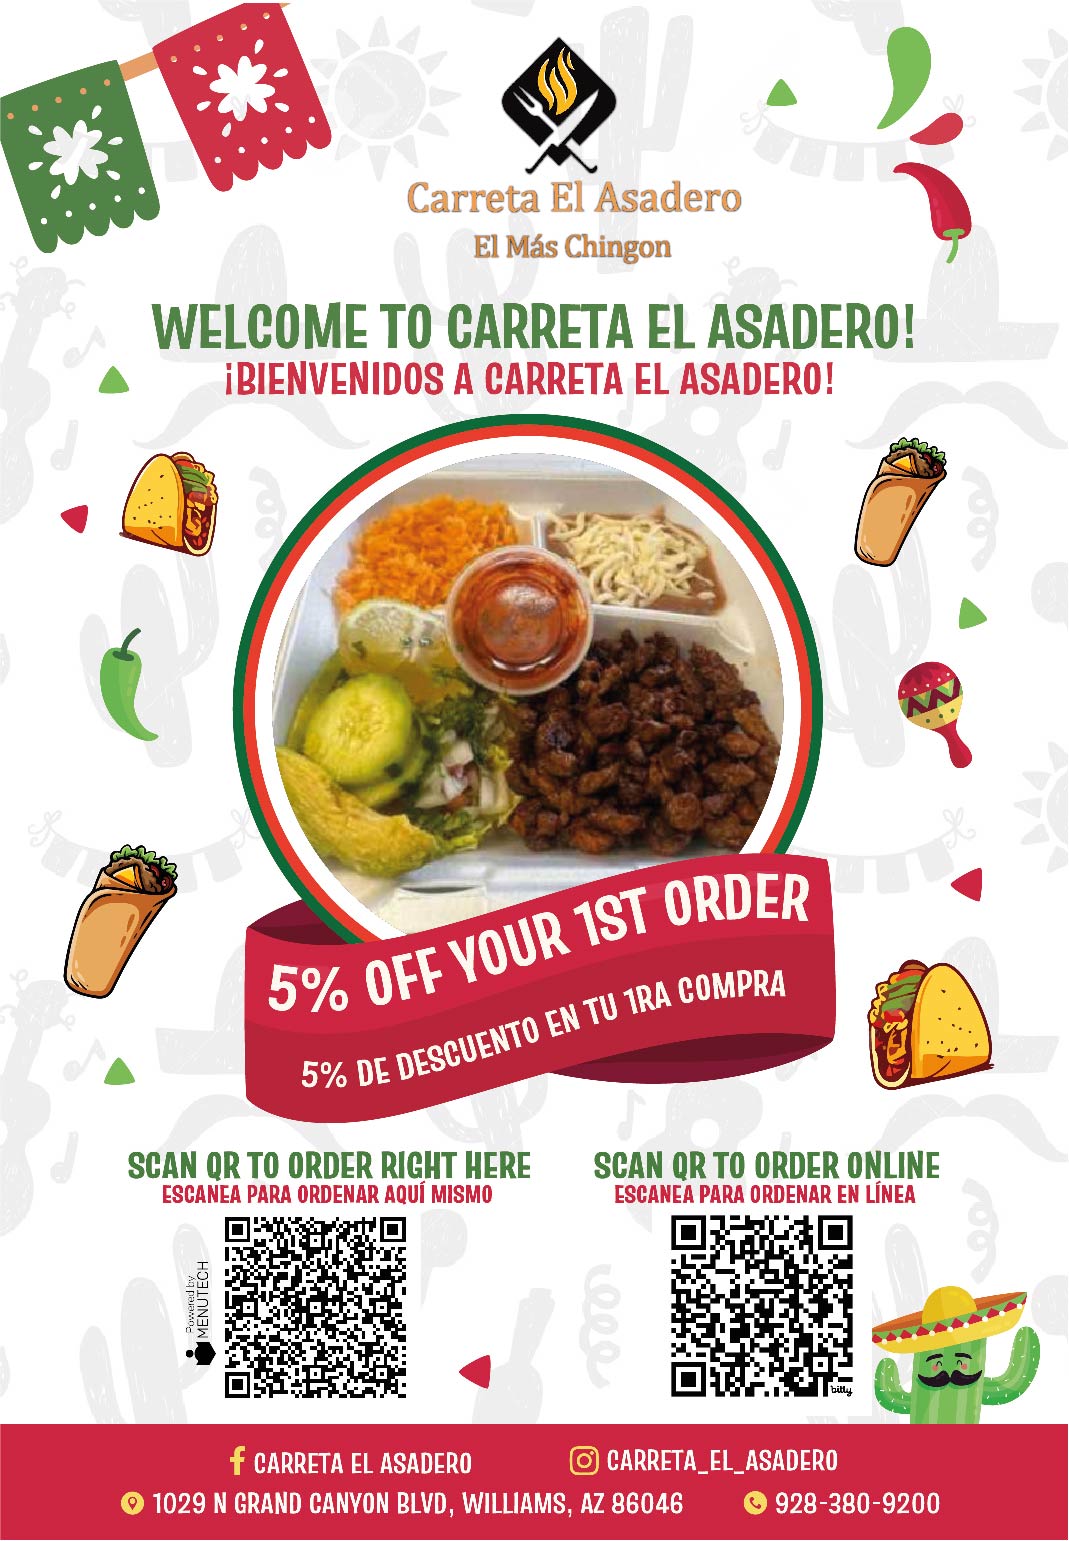 Carreta El Asadero
El Más Chingon
WELCOME TO CARRETA EL ASADERO!
¡BIENVENIDOS A CARRETA EL ASADERO!
5% OFF YOUR 1ST ORDER
5% DE DESCUENTO EN TU 1RA COMPRA
SCAN QR TO ORDER RIGHT HERE
ESCANEA PARA ORDENAR AQUÍ MISMO
Powered by
MENUTECH
SCAN QR TO ORDER ONLINE
ESCANEA PARA ORDENAR EN LÍNEA
bitly
CARRETA EL ASADERO
CARRETA_EL_ASADERO
1029 N GRAND CANYON BLVD, WILLIAMS, AZ 86046
928-380-9200